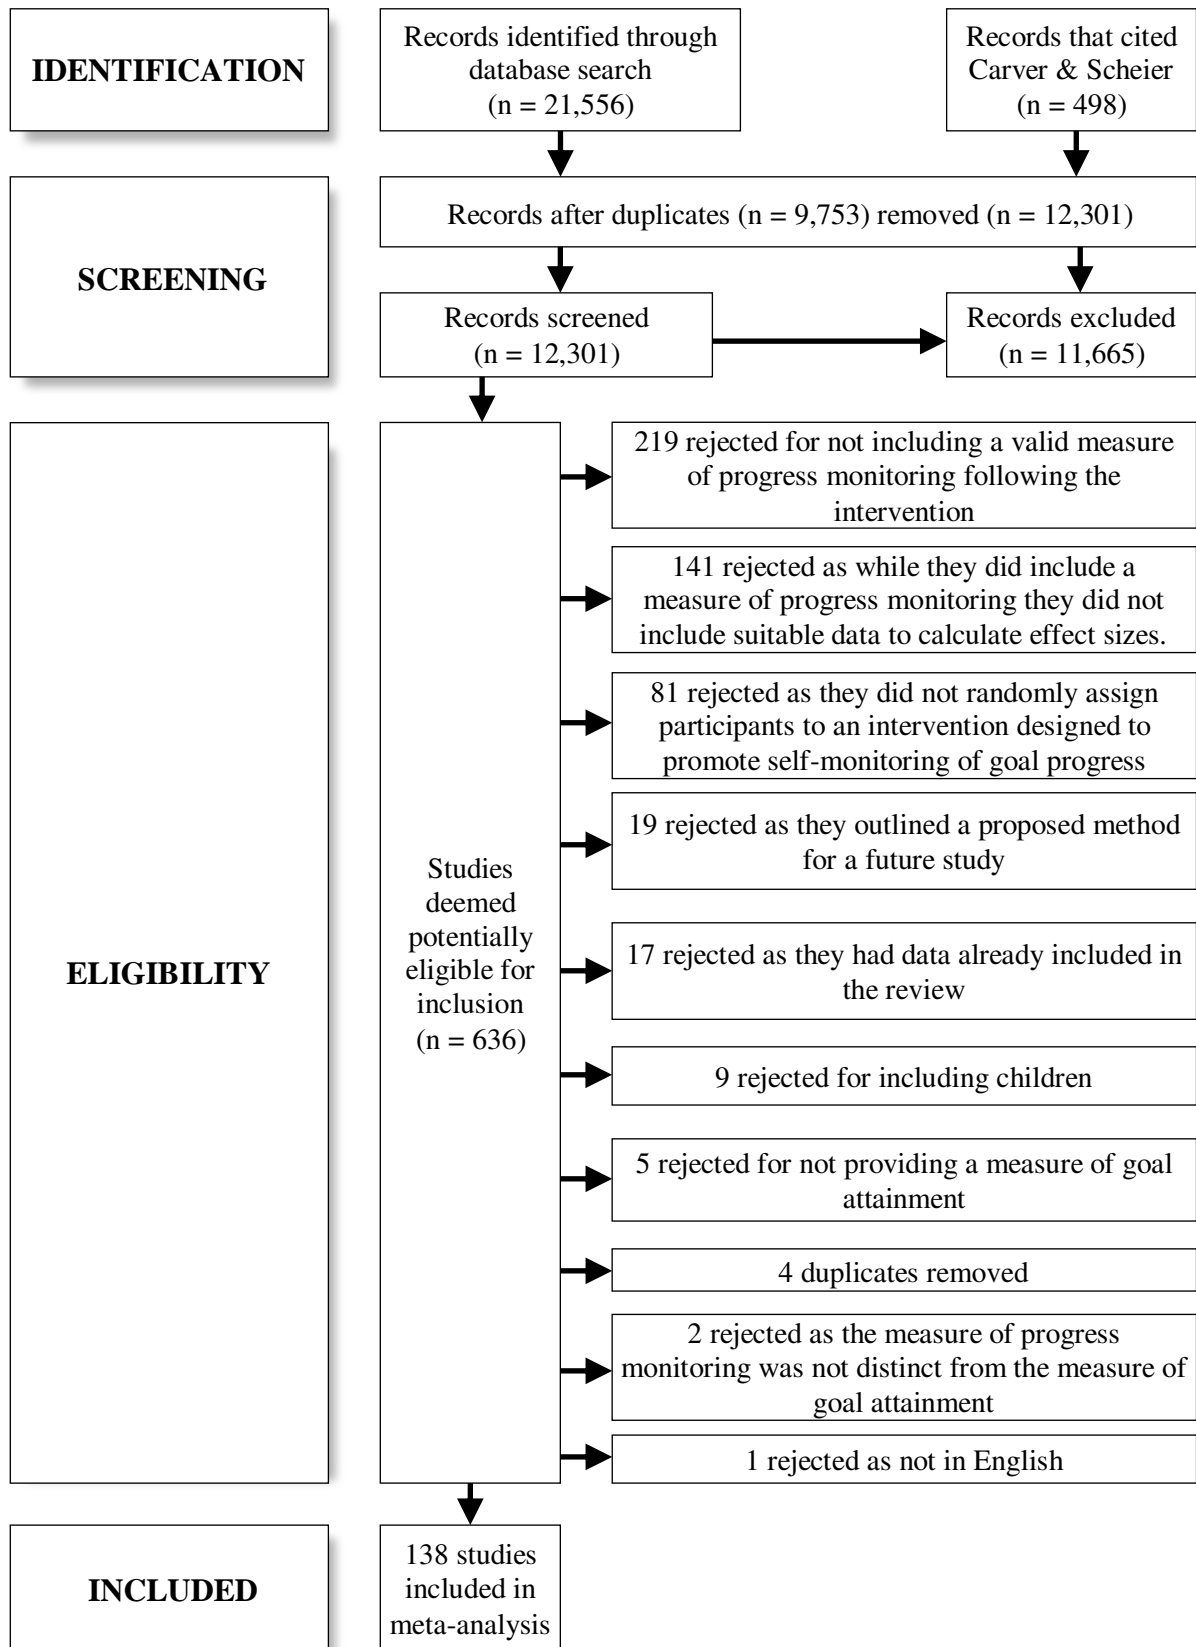 IDENTIFICATION
Records identified through
database search
(n = 21,556)
Records that cited
Carver & Scheier
(n = 498)
SCREENING
Records after duplicates (n = 9,753) removed (n = 12,301)
Records screened
(n = 12,301)
Records excluded
(n = 11,665)
ELIGIBILITY
Studies
deemed
potentially
eligible for
inclusion
(n = 636)
219 rejected for not including a valid measure
of progress monitoring following the
intervention
141 rejected as while they did include a
measure of progress monitoring they did not
include suitable data to calculate effect sizes.
81 rejected as they did not randomly assign
participants to an intervention designed to
promote self-monitoring of goal progress
19 rejected as they outlined a proposed method
for a future study
17 rejected as they had data already included in
the review
9 rejected for including children
5 rejected for not providing a measure of goal
attainment
4 duplicates removed
2 rejected as the measure of progress
monitoring was not distinct from the measure of
goal attainment
1 rejected as not in English
INCLUDED
138 studies
included in
meta-analysis